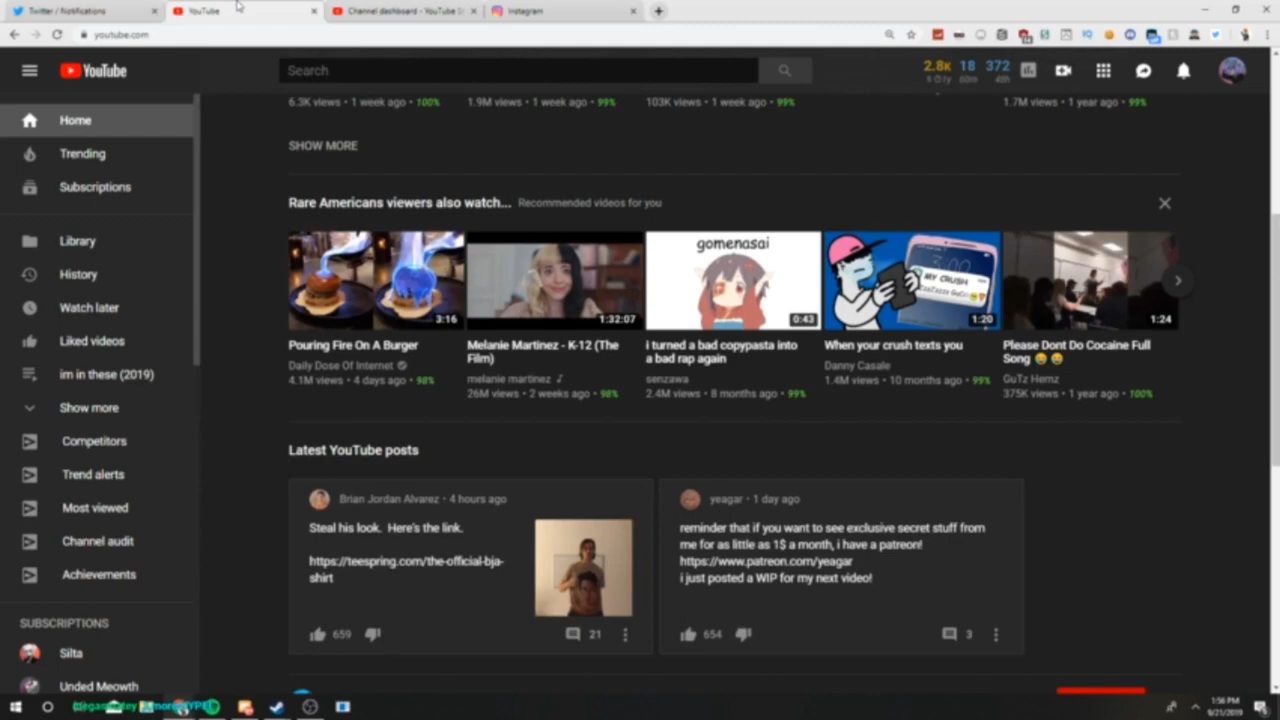 Twitter / Notifications
YouTube
Channel dashboard - YouTube
Instagram
youtube.com
YouTube
Search
2.8K 18 372
60m 48h
6.3K views • 1 week ago • 100%
1.9M views • 1 week ago • 99%
103K views • 1 week ago • 99%
1.7M views • 1 year ago • 99%
Home
Trending
Subscriptions
Library
History
Watch later
Liked videos
im in these (2019)
Show more
Competitors
Trend alerts
Most viewed
Channel audit
Achievements
SUBSCRIPTIONS
Silta
Unded Meowth
SHOW MORE
Rare Americans viewers also watch... Recommended videos for you
3:16
Pouring Fire On A Burger
Daily Dose Of Internet
4.1M views • 4 days ago • 98%
1:32:07
Melanie Martinez - K-12 (The
Film)
melanie martinez
26M views • 2 weeks ago • 98%
gomenasai
0:43
i turned a bad copypasta into
a bad rap again
senzawa
2.4M views • 8 months ago • 99%
3:00
MY CRUSH
1:20
When your crush texts you
Danny Casale
1.4M views • 10 months ago • 99%
1:24
Please Dont Do Cocaine Full
Song 😂 😂
GuTz Hemz
375K views • 1 year ago • 100%
Latest YouTube posts
Brian Jordan Alvarez • 4 hours ago
Steal his look. Here's the link.
https://teespring.com/the-official-bja-
shirt
659
21
yeagar • 1 day ago
reminder that if you want to see exclusive secret stuff from
me for as little as 1$ a month, i have a patreon!
https://www.patreon.com/yeagar
i just posted a WIP for my next video!
654
3
1:56 PM
9/21/2019